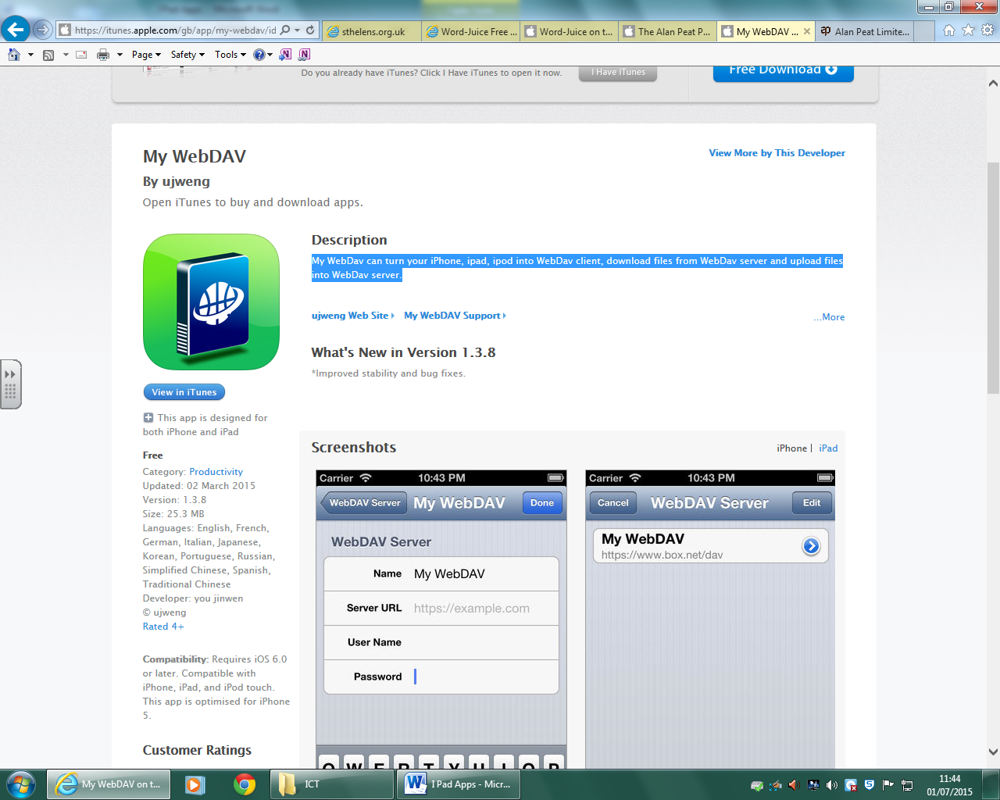 https://itunes.apple.com/gb/app/my-webdav/id
sthelens.org.uk
Word-Juice Free ...
Word-Juice on t...
The Alan Peat P...
My WebDAV ...
Alan Peat Limite...
Page
Safety
Tools
Do you already have iTunes? Click I Have iTunes to open it now.
I Have iTunes
Free Download
My WebDAV
View More by This Developer
By ujweng
Open iTunes to buy and download apps.
Description
My WebDav can turn your iPhone, ipad, ipod into WebDav client, download files from WebDav server and upload files
into WebDav server.
ujweng Web Site
My WebDAV Support
...More
What's New in Version 1.3.8
*Improved stability and bug fixes.
View in iTunes
This app is designed for
both iPhone and iPad
Free
Category: Productivity
Updated: 02 March 2015
Version: 1.3.8
Size: 25.3 MB
Languages: English, French,
German, Italian, Japanese,
Korean, Portuguese, Russian,
Simplified Chinese, Spanish,
Traditional Chinese
Developer: you jinwen
© ujweng
Rated 4+
Compatibility: Requires iOS 6.0
or later. Compatible with
iPhone, iPad, and iPod touch.
This app is optimised for iPhone
5.
Customer Ratings
Screenshots
iPhone |
iPad
Carrier
10:43 PM
WebDAV Server
My WebDAV
Done
WebDAV Server
Name
My WebDAV
Server URL
https://example.com
User Name
Password
Q W E R T Y U I O P
Carrier
10:43 PM
Cancel
WebDAV Server
Edit
My WebDAV
https://www.box.net/dav
My WebDAV on t...
ICT
I Pad Apps - Micr...
11:44
01/07/2015